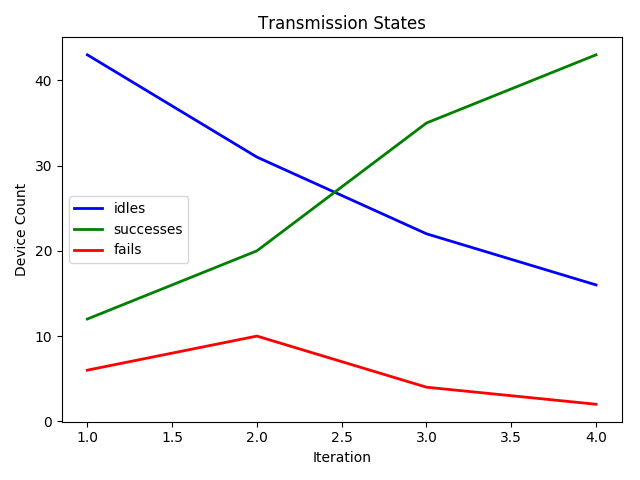 Transmission States
Device Count
40
30
20
10
0
idles
successes
fails
1.0 1.5 2.0 2.5 3.0 3.5 4.0
Iteration